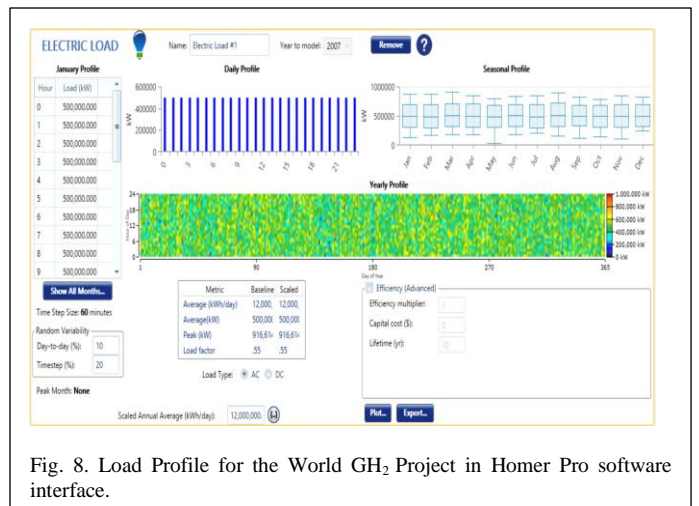 ELECTRIC LOAD
Name: Electric Load #1
Year to model: 2007
Remove
?
January Profile
Hour Load (kW)
0 500,000.000
1 500,000.000
2 500,000.000
3 500,000.000
4 500,000.000
5 500,000.000
6 500,000.000
7 500,000.000
8 500,000.000
9 500,000.000
Show All Months...
Time Step Size: 60 minutes
Random Variability
Day-to-day (%): 10
Timestep (%): 20
Peak Month: None
Daily Profile
kW
600000
400000
200000
0
0 3 6 9 12 15 18 21
Seasonal Profile
kW
1000000
500000
0
Jan Feb Mar Apr May Jun Jul Aug Sep Oct Nov Dec
Yearly Profile
Hour of Day
24
18
12
6
0
1 90 180 270 365
Day of Year
1,000,000 kW
800,000 kW
600,000 kW
400,000 kW
200,000 kW
0 kW
Metric Baseline Scaled
Average (kWh/day) 12,000, 12,000,
Average(kW) 500,00( 500,00(
Peak (kW) 916,61 916,61
Load factor .55 .55
Load Type: AC DC
Efficiency (Advanced)
Efficiency multiplier: 1
Capital cost ($): 0
Lifetime (yr): 10
Scaled Annual Average (kWh/day): 12,000,000.
Plot... Export...
Fig. 8. Load Profile for the World GH₂ Project in Homer Pro software
interface.